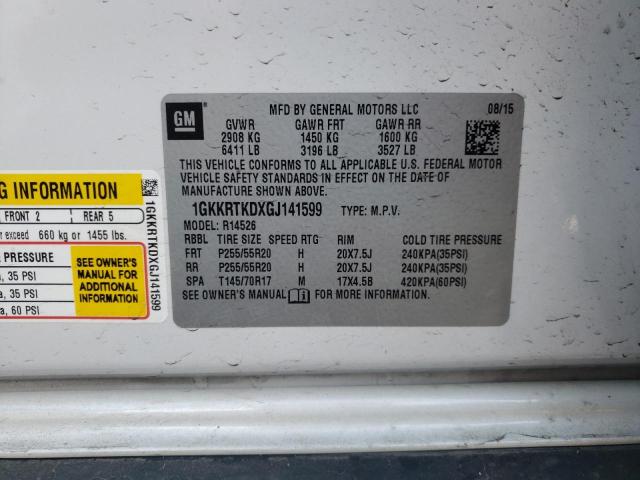 GM
MFD BY GENERAL MOTORS LLC 08/15
GVWR GAWR FRT GAWR RR
2908 KG 1450 KG 1600 KG
6411 LB 3196 LB 3527 LB
THIS VEHICLE CONFORMS TO ALL APPLICABLE U.S. FEDERAL MOTOR
VEHICLE SAFETY STANDARDS IN EFFECT ON THE DATE OF
MANUFACTURE SHOWN ABOVE.
1GKKRTKDXGJ141599 TYPE: M.P.V.
MODEL: R14526
RBBL TIRE SIZE SPEED RTG RIM COLD TIRE PRESSURE
FRT P255/55R20 H 20X7.5J 240KPA(35PSI)
RR P255/55R20 H 20X7.5J 240KPA(35PSI)
SPA T145/70R17 M 17X4.5B 420KPA(60PSI)
SEE OWNER'S MANUAL FOR MORE INFORMATION.
G INFORMATION
FRONT 2 REAR 5
exceed 660 kg or 1455 lbs.
SEE OWNER'S
MANUAL FOR
ADDITIONAL
INFORMATION
a, 35 PSI
a, 35 PSI
a, 60 PSI
1GKKRTKDXGJ141599